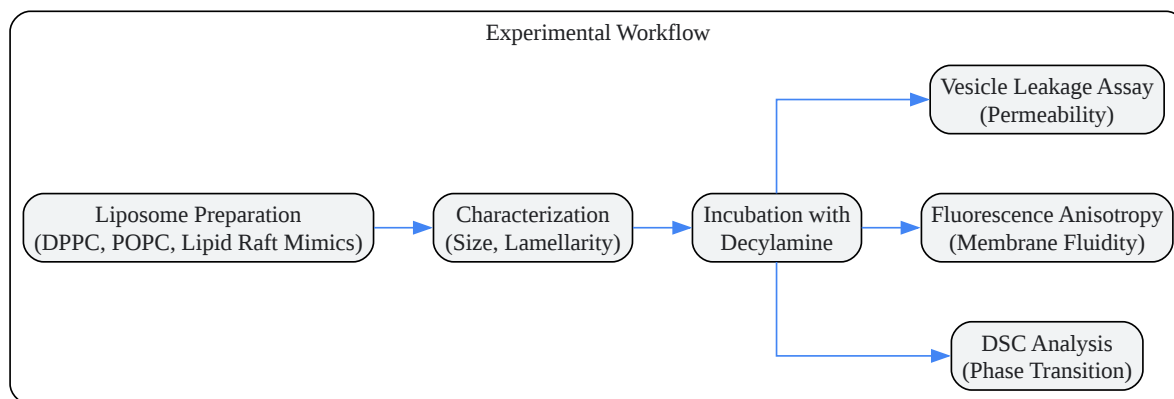 Experimental Workflow
Liposome Preparation
(DPPC, POPC, Lipid Raft Mimics)
Characterization
(Size, Lamellarity)
Incubation with
Decylamine
Vesicle Leakage Assay
(Permeability)
Fluorescence Anisotropy
(Membrane Fluidity)
DSC Analysis
(Phase Transition)